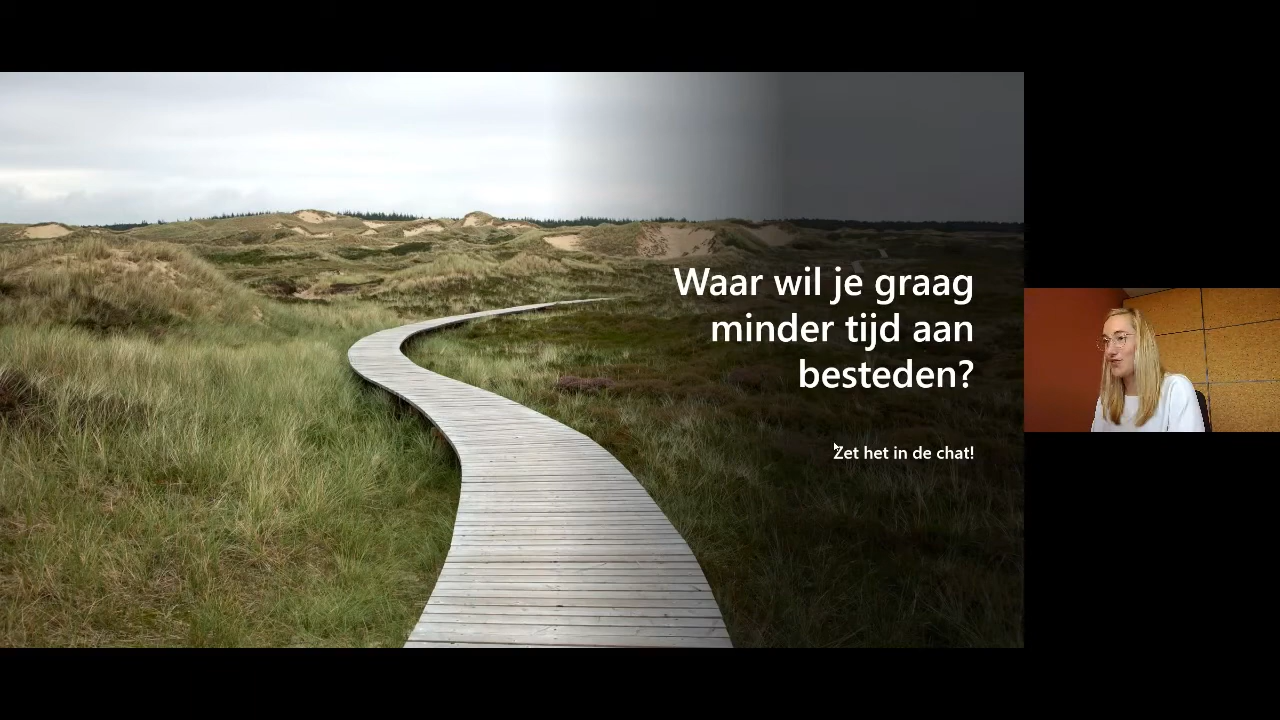 Waar wil je graag
minder tijd aan
besteden?
Zet het in de chat!